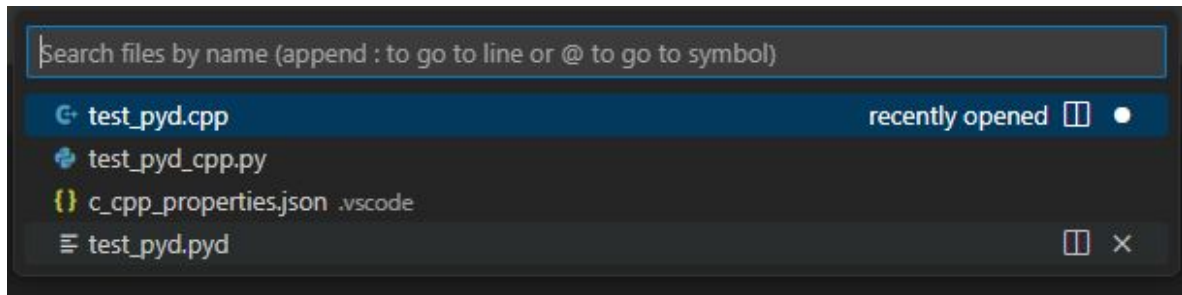 Search files by name (append : to go to line or @ to go to symbol)
test_pyd.cpp recently opened
test_pyd_cpp.py
c_cpp_properties.json .vscode
test_pyd.pyd